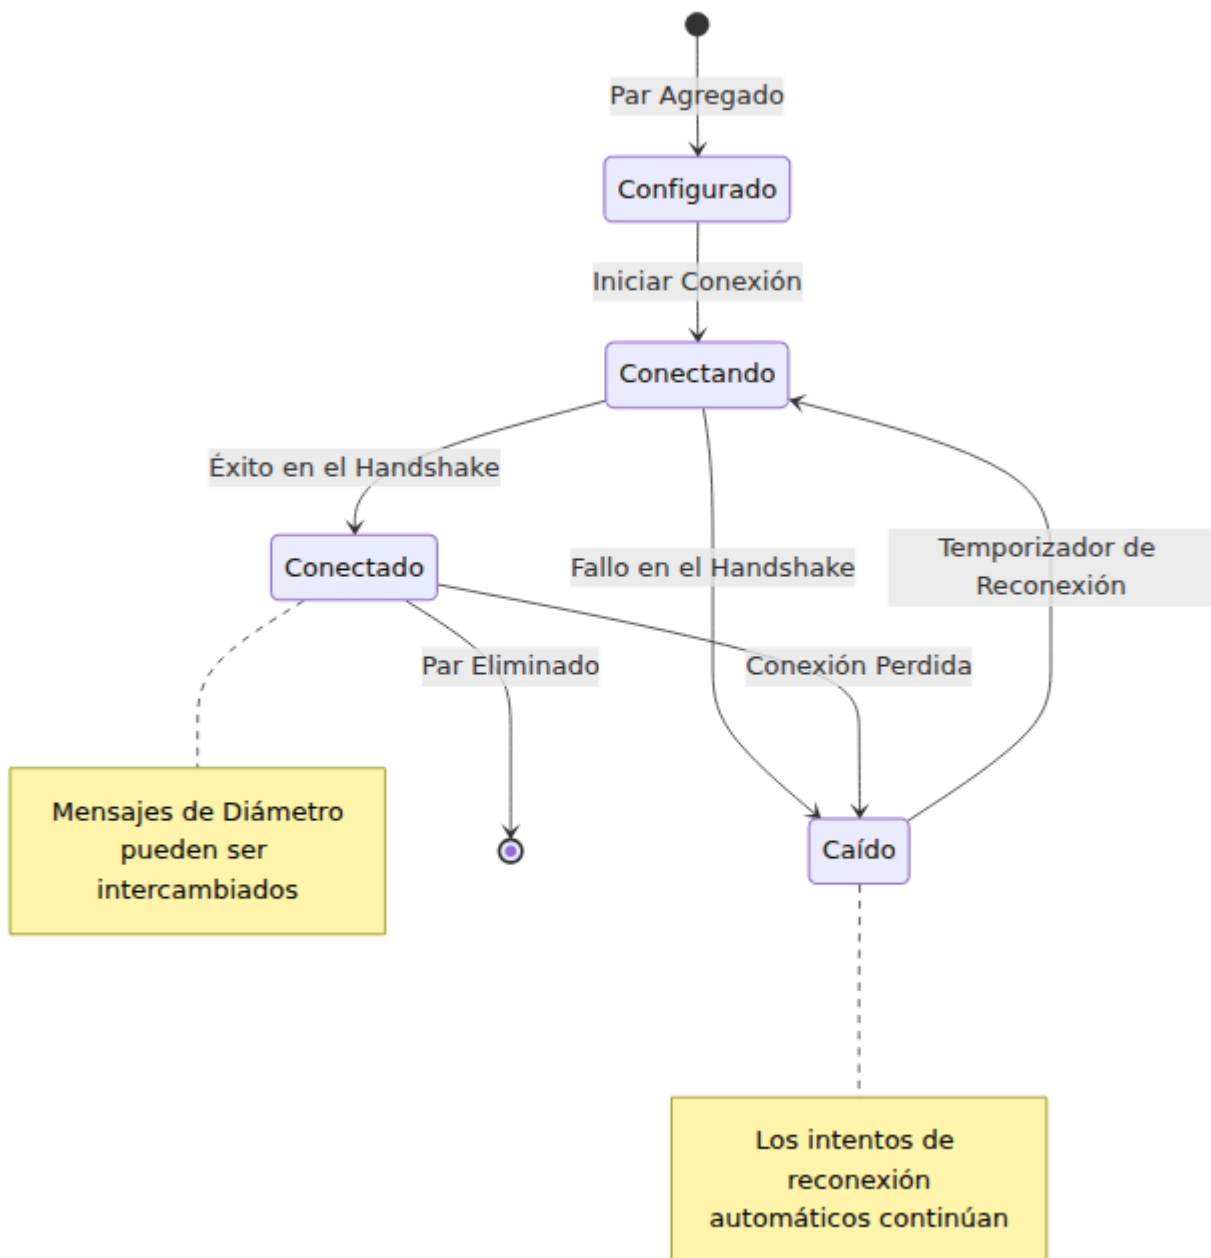 Par Agregado
Configurado
Iniciar Conexión
Conectando
Éxito en el Handshake
Conectado
Fallo en el Handshake
Temporizador de
Reconexión
Par Eliminado
Conexión Perdida
Mensajes de Diámetro
pueden ser
intercambiados
Caído
Los intentos de
reconexión
automáticos continúan